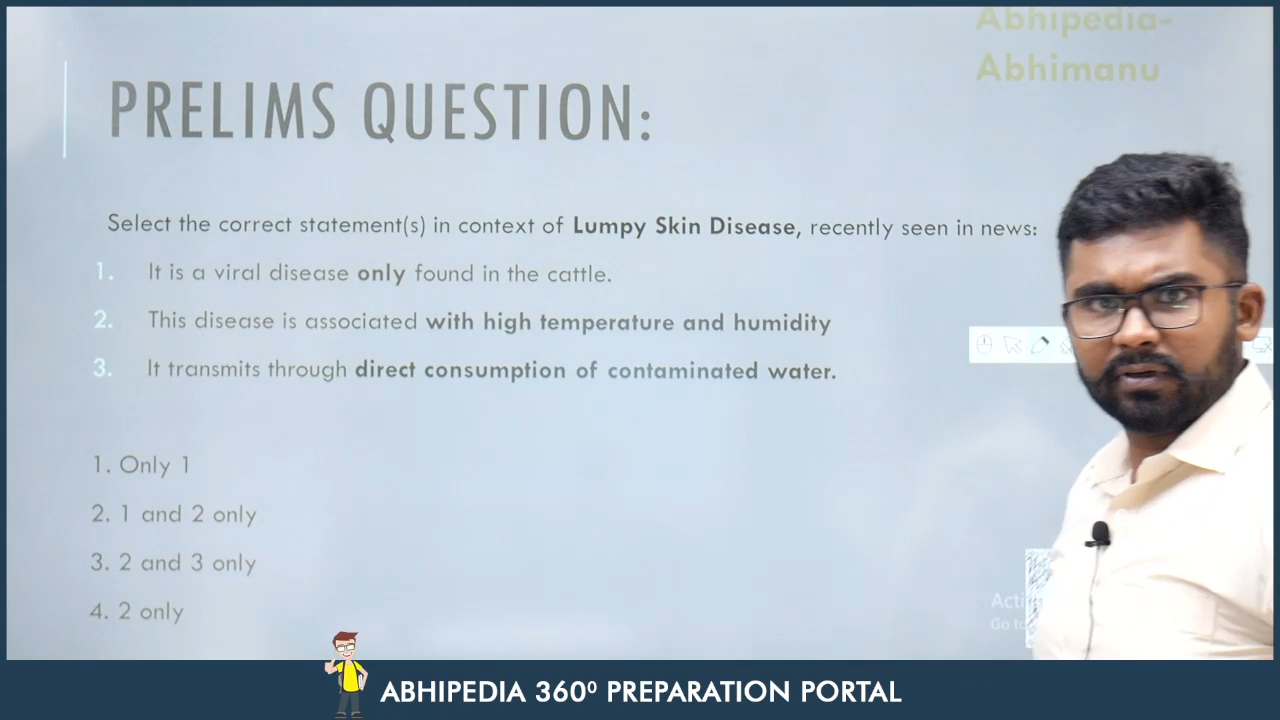 Abhipedia-
Abhimanu
PRELIMS QUESTION:
Select the correct statement(s) in context of Lumpy Skin Disease, recently seen in news:
1. It is a viral disease only found in the cattle.
2. This disease is associated with high temperature and humidity
3. It transmits through direct consumption of contaminated water.
1. Only 1
2. 1 and 2 only
3. 2 and 3 only
4. 2 only
Go to
ABHIPEDIA 360⁰ PREPARATION PORTAL